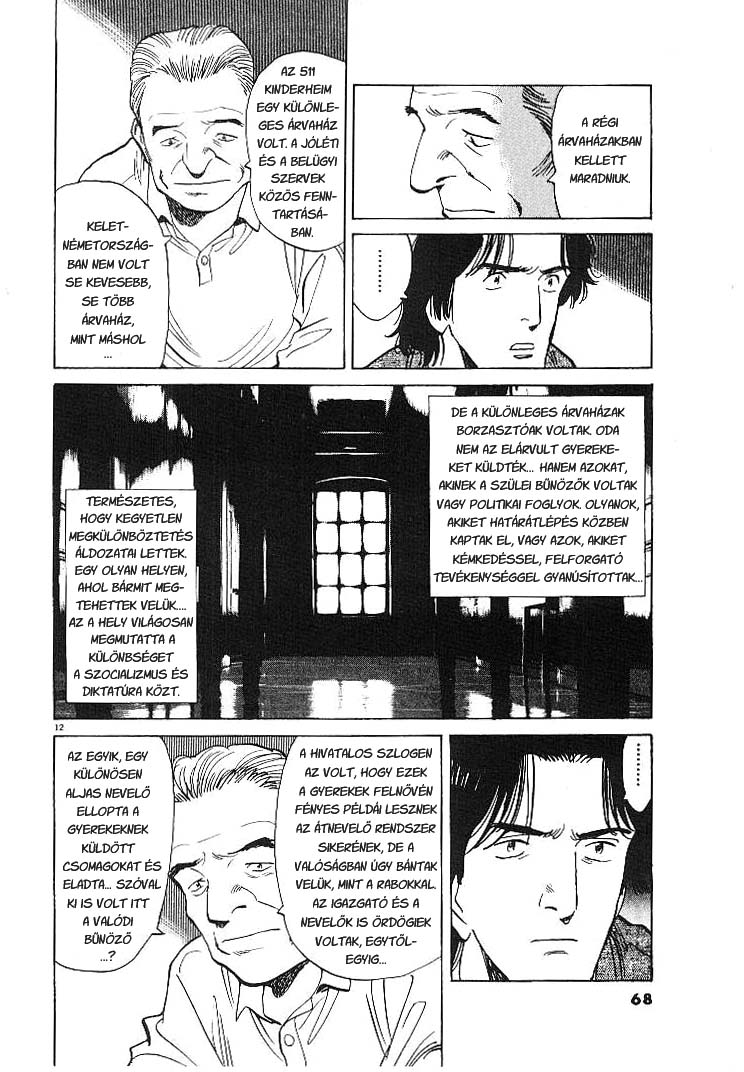 A RÉGI
ÁRVAHÁZAKBAN
KELLETT
MARADNIUK.
.........
AZ 511
KINDERHEIM
EGY KÜLÖNLE-
GES ÁRVAHÁZ
VOLT. A JÓLÉTI
ÉS A BELÜGYI
SZERVEK
KÖZÖS FENN-
TARTÁSÁ-
BAN.
KELET-
NÉMETORSZÁG-
BAN NEM VOLT
SE KEVESEBB,
SE TÖBB
ÁRVAHÁZ,
MINT MÁSHOL
...
DE A KÜLÖNLEGES ÁRVAHÁZAK
BORZASZTÓAK VOLTAK. ODA
NEM AZ ELÁRVULT GYEREKE-
KET KÜLDTÉK... HANEM AZOKAT,
AKINEK A SZÜLEI BŰNÖZŐK VOLTAK
VAGY POLITIKAI FOGLYOK. OLYANOK,
AKIKET HATÁRÁTLÉPÉS KÖZBEN
KAPTAK EL, VAGY AZOK, AKIKET
KÉMKEDÉSSEL, FELFORGATÓ
TEVÉKENYSÉGGEL GYANÚSÍTOTTAK...
TERMÉSZETES,
HOGY KEGYETLEN
MEGKÜLÖNBÖZTETÉS
ÁLDOZATAI LETTEK.
EGY OLYAN HELYEN,
AHOL BÁRMIT MEG-
TEHETTEK VELÜK....
AZ A HELY VILÁGOSAN
MEGMUTATTA A
KÜLÖNBSÉGET
A SZOCIALIZMUS ÉS
DIKTATÚRA KÖZT.
12
.........
A HIVATALOS SZLOGEN
AZ VOLT, HOGY EZEK
A GYEREKEK FELNŐVÉN
FÉNYES PÉLDÁI LESZNEK
AZ ÁTNEVELŐ RENDSZER
SIKERÉNEK, DE A
VALÓSÁGBAN ÚGY BÁNTAK
VELÜK, MINT A RABOKKAL.
AZ IGAZGATÓ ÉS A
NEVELŐK IS ÖRDÖGIEK
VOLTAK, EGYTŐL-
EGYIG...
AZ EGYIK, EGY
KÜLÖNÖSEN
ALJAS NEVELŐ
ELLOPTA A
GYEREKEKNEK
KÜLDÖTT
CSOMAGOKAT ÉS
ELADTA... SZÓVAL
KI IS VOLT ITT
A VALÓDI
BŰNÖZŐ
...?
68